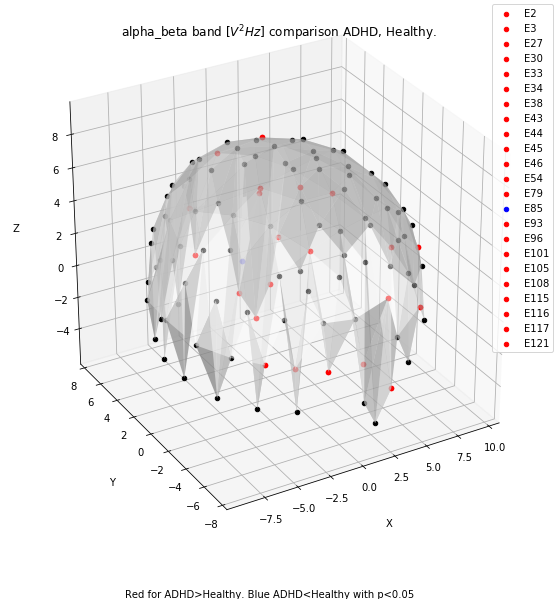 alpha_beta band [V²Hz] comparison ADHD, Healthy.
E2
E3
E27
E30
E33
E34
E38
E43
E44
E45
E46
E54
E79
E85
E93
E96
E101
E105
E108
E115
E116
E117
E121
Z
8
6
4
2
0
−2
−4
8
6
4
2
0
−2
−4
−6
−8
Y
−7.5
−5.0
−2.5
0.0
2.5
5.0
7.5
10.0
X
Red for ADHD>Healthy. Blue ADHD<Healthy with p<0.05